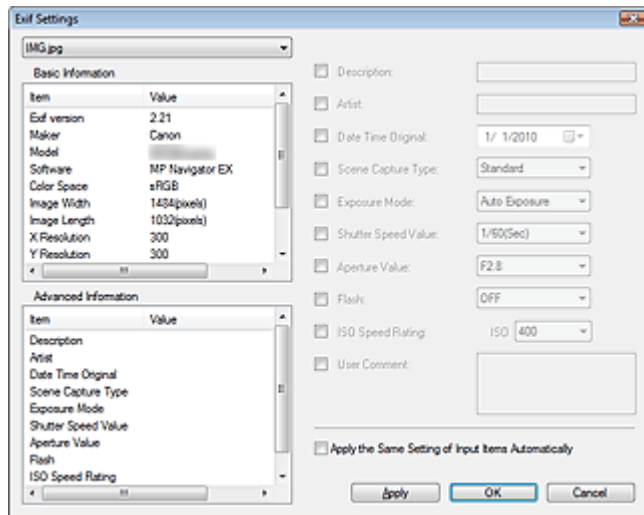 Exif Settings
IMG.jpg
Basic Information
Item Value
Exif version 2.21
Maker Canon
Model
Software MP Navigator EX
Color Space sRGB
Image Width 1484(pixels)
Image Length 1032(pixels)
X Resolution 300
Y Resolution 300
Advanced Information
Item Value
Description
Artist
Date Time Original
Scene Capture Type
Exposure Mode
Shutter Speed Value
Aperture Value
Flash
ISO Speed Rating
Description:
Artist:
Date Time Original: 1/ 1/2010
Scene Capture Type: Standard
Exposure Mode: Auto Exposure
Shutter Speed Value: 1/60(Sec)
Aperture Value: F2.8
Flash: OFF
ISO Speed Rating: ISO 400
User Comment:
Apply the Same Setting of Input Items Automatically
Apply OK Cancel